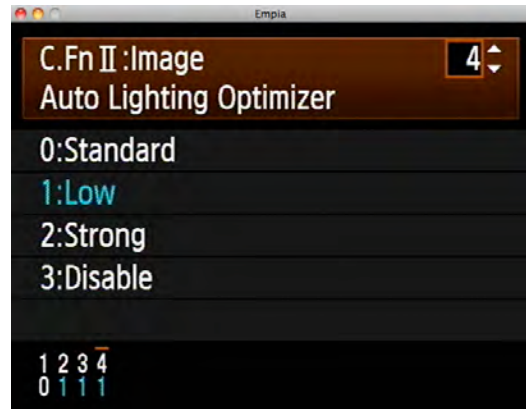 Empia
C.Fn Ⅱ :Image 4
Auto Lighting Optimizer
0:Standard
1:Low
2:Strong
3:Disable
1 2 3 4
0 1 1 1